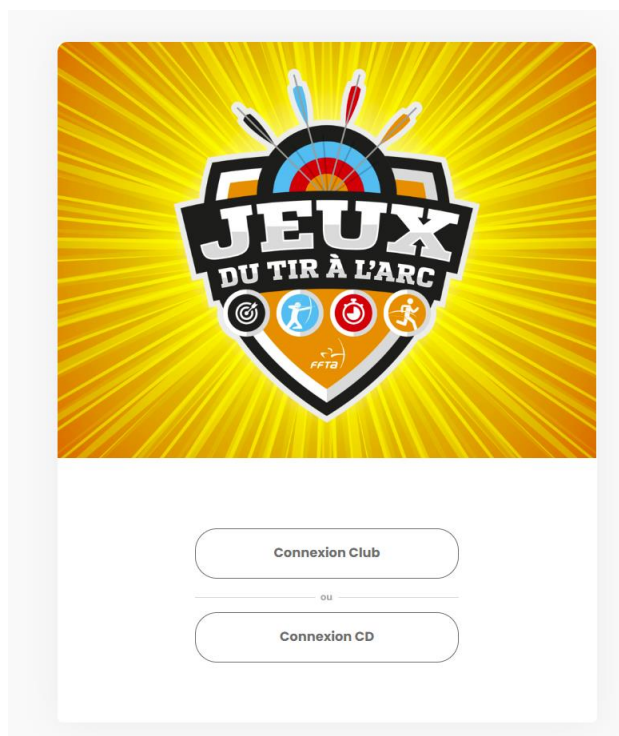 JEUX
DU TIR À L'ARC
FFTa
Connexion Club
ou
Connexion CD